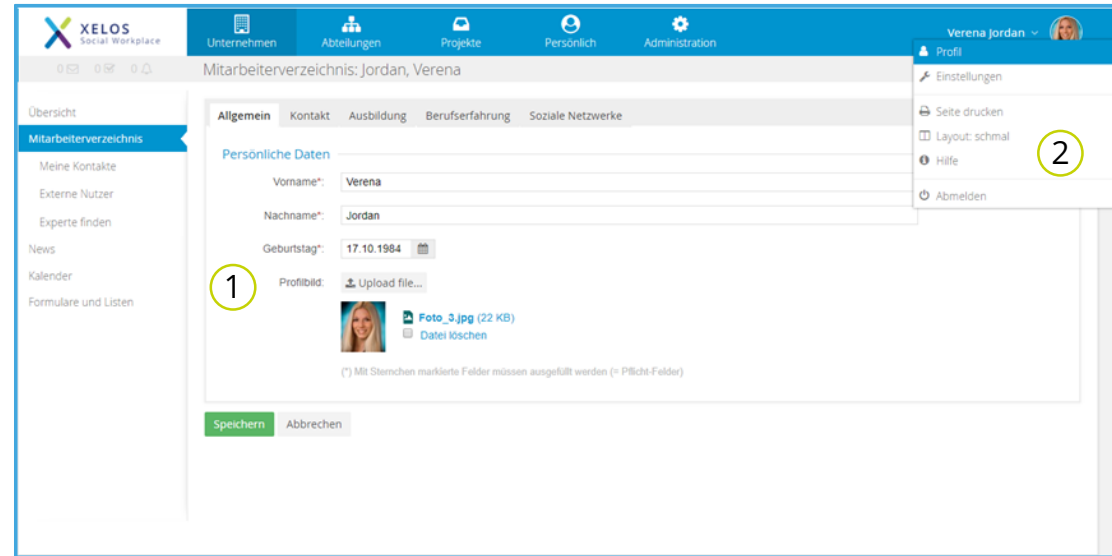 XELOS
Social Workplace
Unternehmen
Abteilungen
Projekte
Persönlich
Administration
Verena Jordan
0 0 0
Mitarbeiterverzeichnis: Jordan, Verena
Profil
Einstellungen
Seite drucken
Layout: schmal
Hilfe
Abmelden
2
Übersicht
Mitarbeiterverzeichnis
Meine Kontakte
Externe Nutzer
Experte finden
News
Kalender
Formulare und Listen
Allgemein Kontakt Ausbildung Berufserfahrung Soziale Netzwerke
Persönliche Daten
Vorname*: Verena
Nachname*: Jordan
Geburtstag*: 17.10.1984
1
Profilbild: Upload file...
Foto_3.jpg (22 KB)
Datei löschen
(*) Mit Sternchen markierte Felder müssen ausgefüllt werden (= Pflicht-Felder)
Speichern Abbrechen